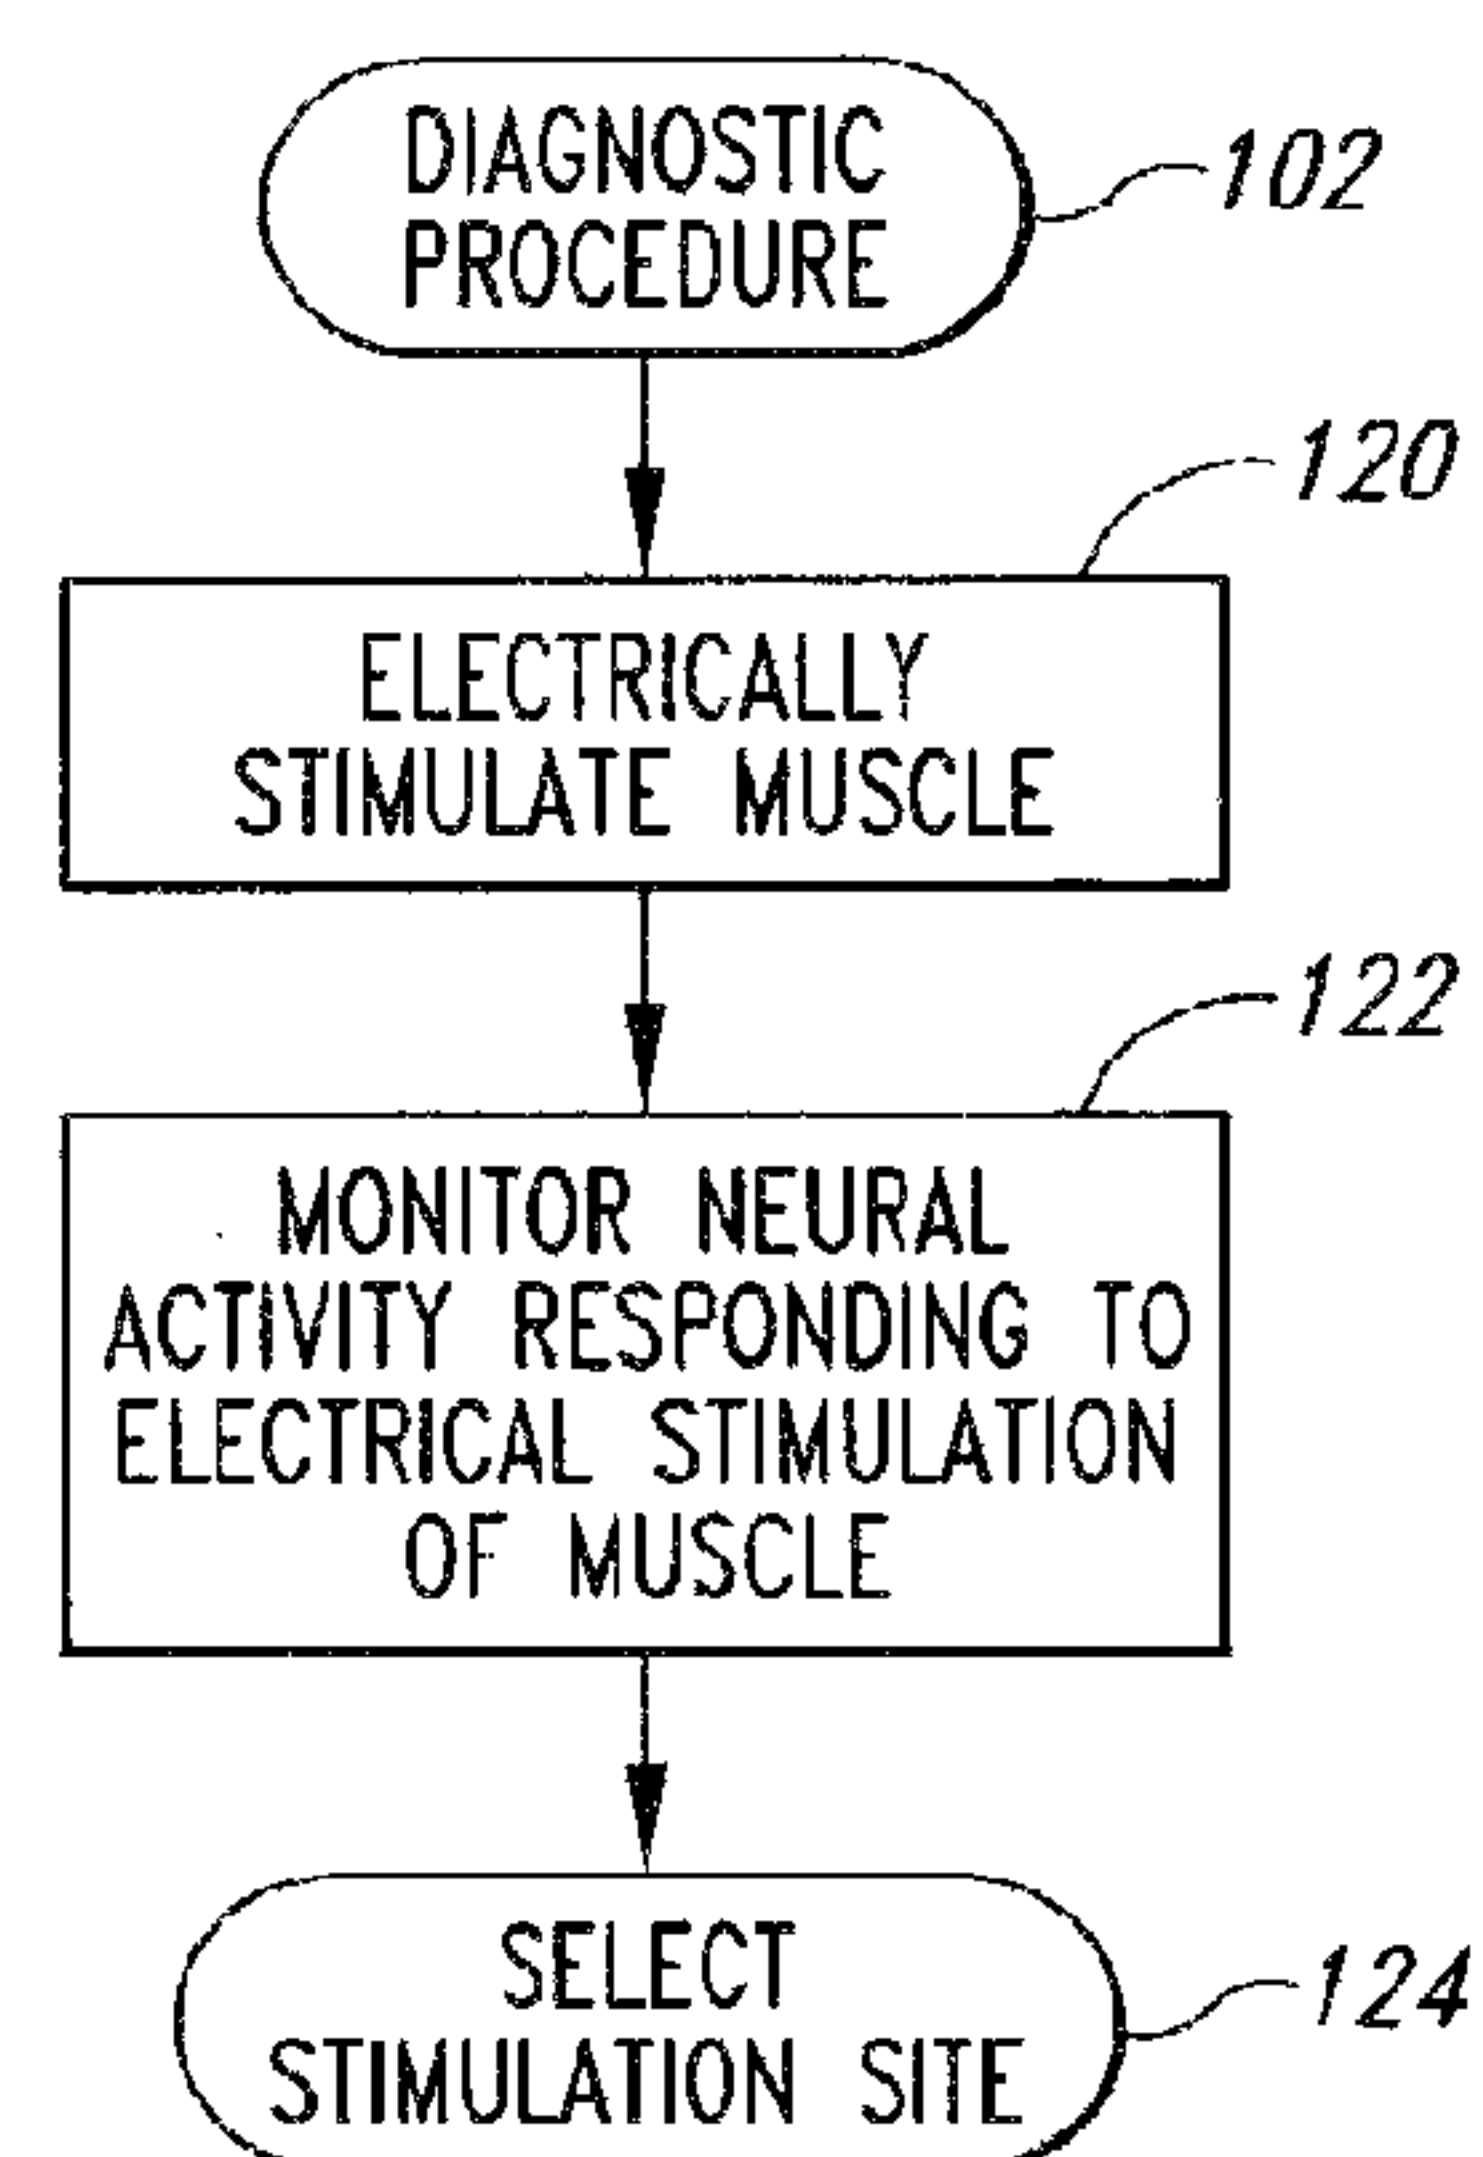 DIAGNOSTIC
PROCEDURE
102
120
ELECTRICALLY
STIMULATE MUSCLE
122
MONITOR NEURAL
ACTIVITY RESPONDING TO
ELECTRICAL STIMULATION
OF MUSCLE
SELECT
STIMULATION SITE
124